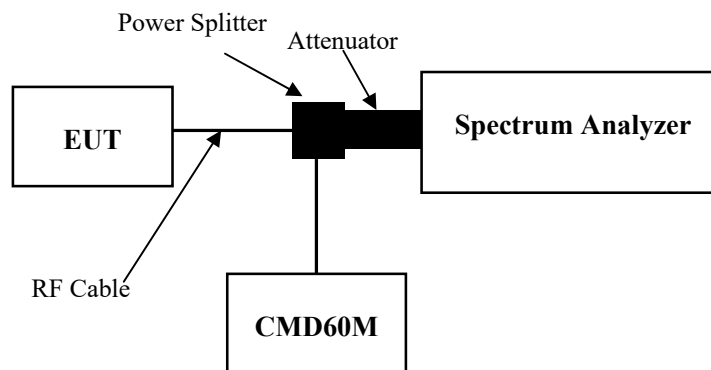 Power Splitter
Attenuator
EUT
Spectrum Analyzer
RF Cable
CMD60M